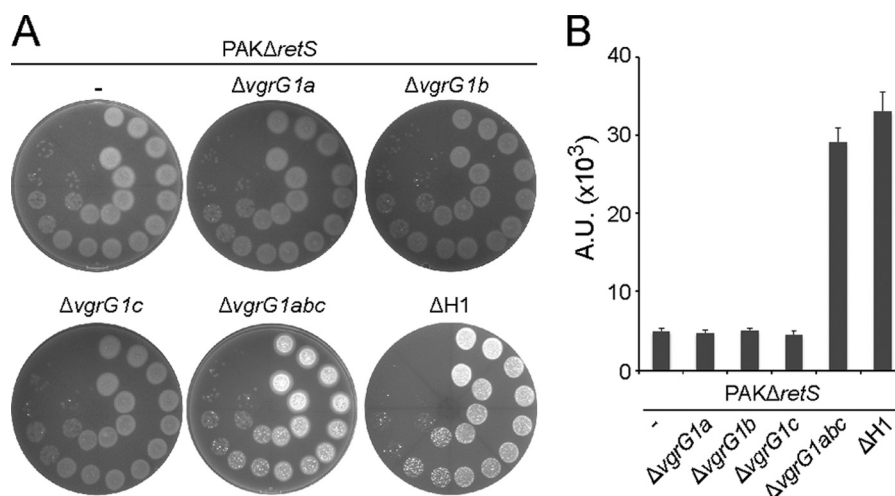 A
PAKΔretS
-
ΔvgrG1a
ΔvgrG1b
ΔvgrG1c
ΔvgrG1abc
ΔH1
B
A.U. (x10³)
40
30
20
10
0
-
ΔvgrG1a
ΔvgrG1b
ΔvgrG1c
ΔvgrG1abc
ΔH1
PAKΔretS